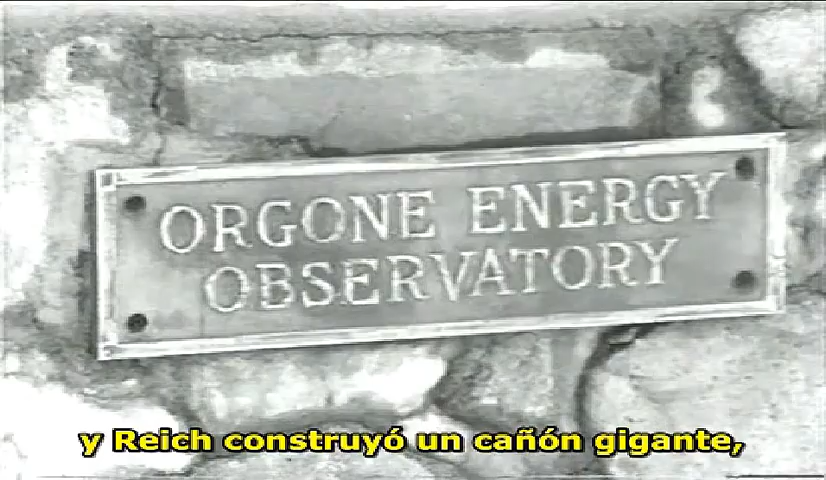 ORGONE ENERGY
OBSERVATORY
y Reich construyó un cañón gigante,